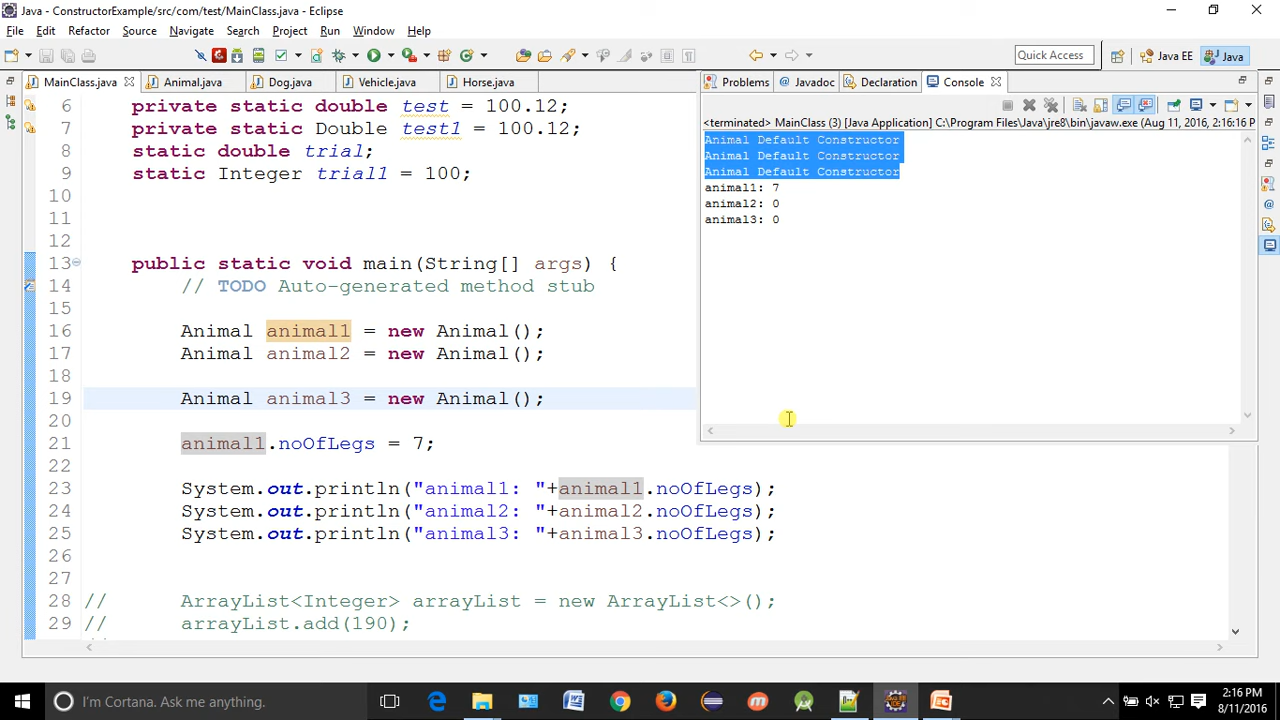 Java - ConstructorExample/src/com/test/MainClass.java - Eclipse
File Edit Refactor Source Navigate Search Project Run Window Help
Quick Access
Java EE
Java
MainClass.java
Animal.java
Dog.java
Vehicle.java
Horse.java
Problems
@ Javadoc
Declaration
Console
<terminated> MainClass (3) [Java Application] C:\Program Files\Java\jre8\bin\javaw.exe (Aug 11, 2016, 2:16:16 P
Animal Default Constructor
Animal Default Constructor
Animal Default Constructor
animal1: 7
animal2: 0
animal3: 0
6 private static double test = 100.12;
7 private static Double test1 = 100.12;
8 static double trial;
9 static Integer trial1 = 100;
10
11
12
13 public static void main(String[] args) {
14 // TODO Auto-generated method stub
15
16 Animal animal1 = new Animal();
17 Animal animal2 = new Animal();
18
19 Animal animal3 = new Animal();
20
21 animal1.noOfLegs = 7;
22
23 System.out.println("animal1: "+animal1.noOfLegs);
24 System.out.println("animal2: "+animal2.noOfLegs);
25 System.out.println("animal3: "+animal3.noOfLegs);
26
27
28 // ArrayList<Integer> arrayList = new ArrayList<>();
29 // arrayList.add(190);
I'm Cortana. Ask me anything.
2:16 PM
8/11/2016